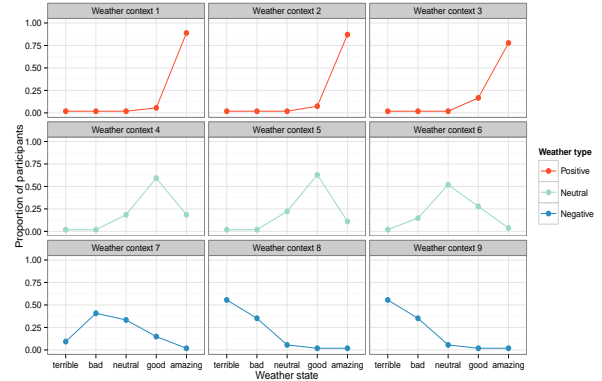 Weather context 1 Weather context 2 Weather context 3
1.00
0.75
0.50
0.25
0.00
Weather context 4 Weather context 5 Weather context 6
1.00
0.75
0.50
0.25
0.00
Weather context 7 Weather context 8 Weather context 9
1.00
0.75
0.50
0.25
0.00
terrible bad neutral good amazing terrible bad neutral good amazing terrible bad neutral good amazing
Weather state
Proportion of participants
Weather type
Positive
Neutral
Negative